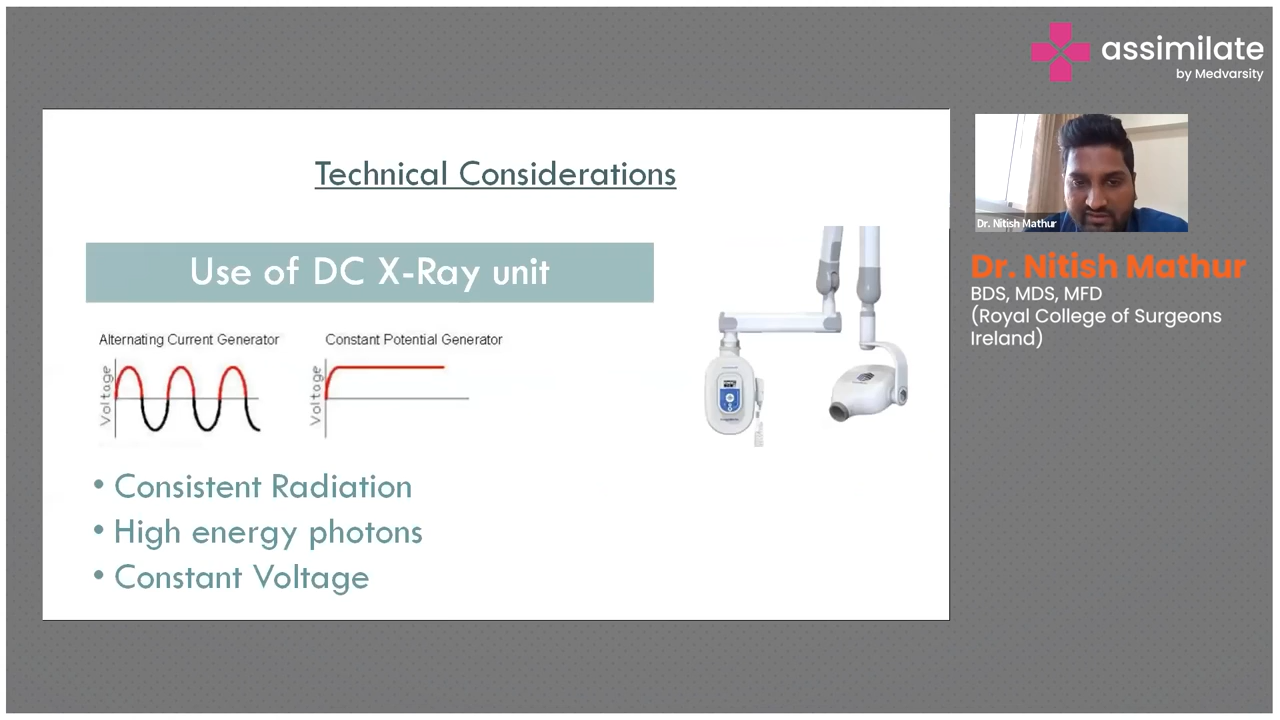 assimilate
by Medvarsity
Technical Considerations
Use of DC X-Ray unit
Alternating Current Generator
Constant Potential Generator
Voltage
Voltage
• Consistent Radiation
• High energy photons
• Constant Voltage
Dr. Nitish Mathur
Dr. Nitish Mathur
BDS, MDS, MFD
(Royal College of Surgeons
Ireland)